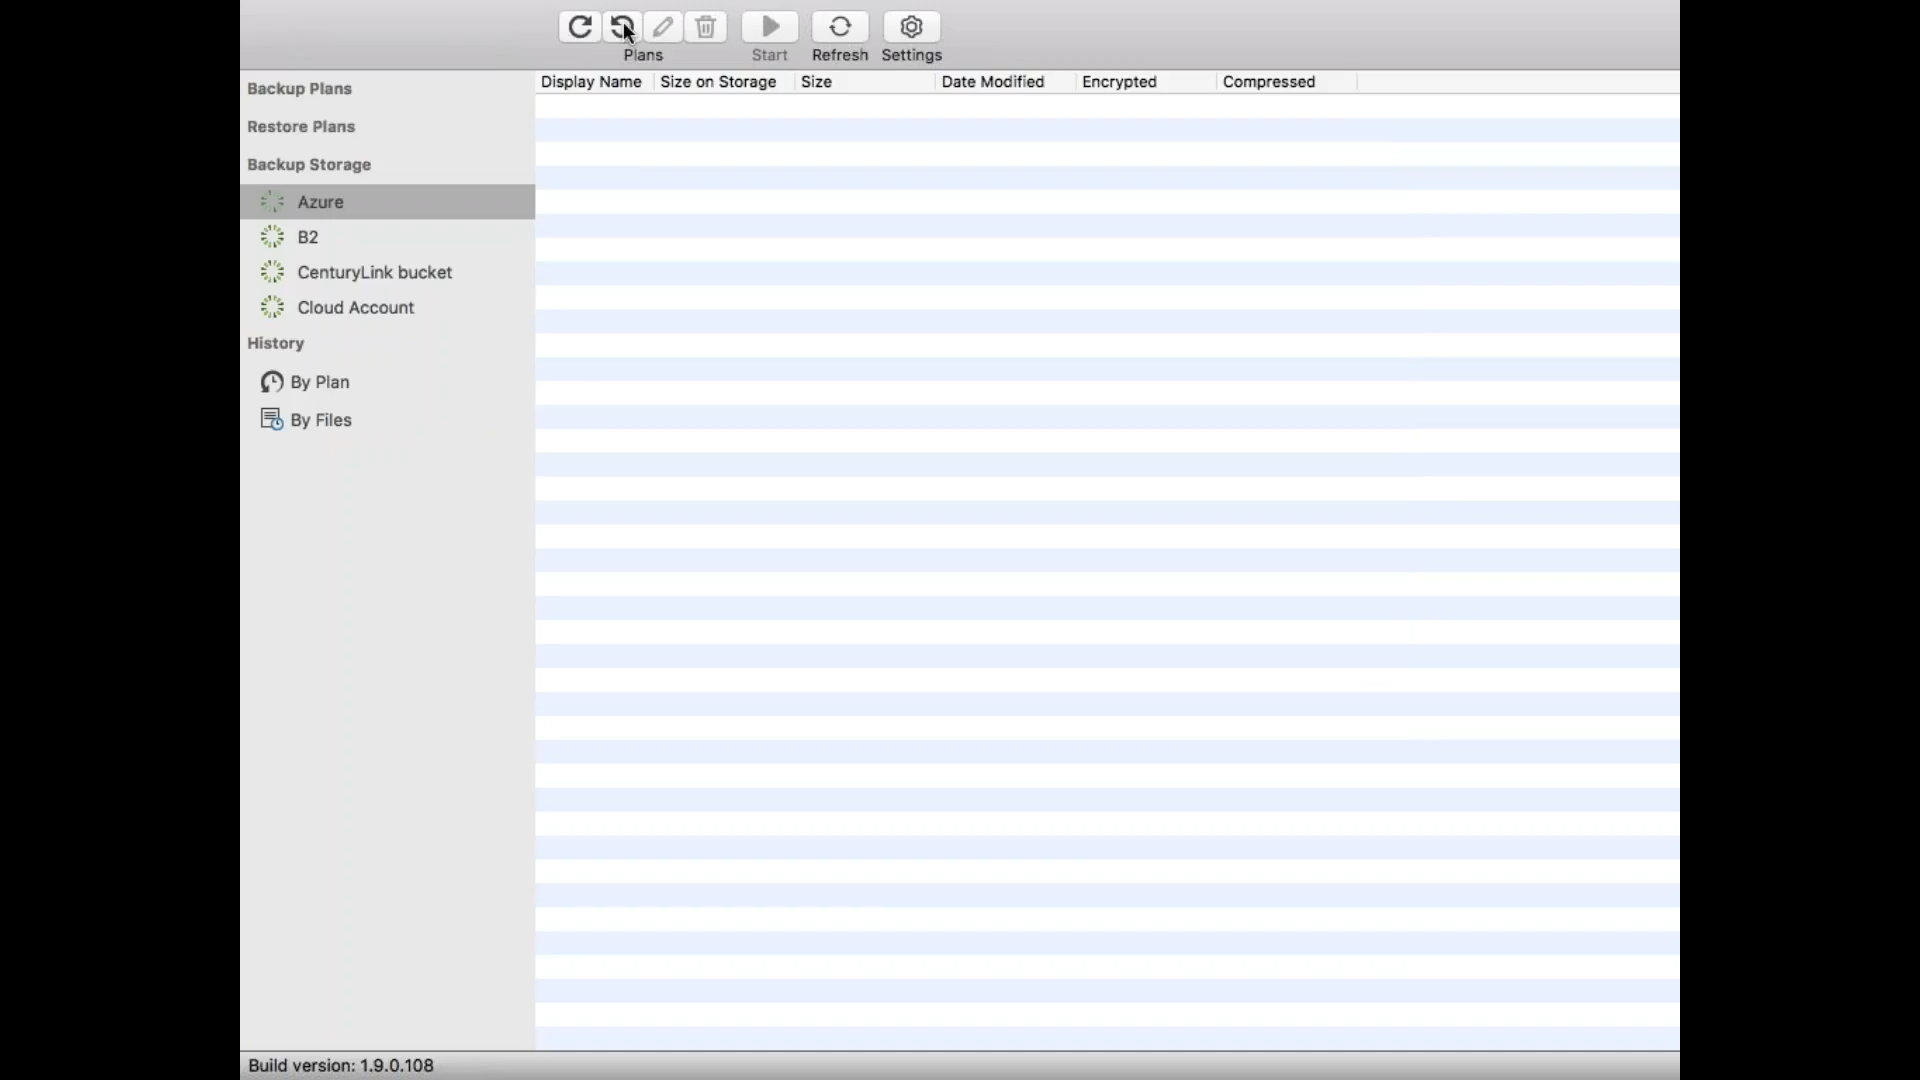 Plans
Start
Refresh
Settings
Backup Plans
Restore Plans
Backup Storage
Azure
B2
CenturyLink bucket
Cloud Account
History
By Plan
By Files
Display Name
Size on Storage
Size
Date Modified
Encrypted
Compressed
Build version: 1.9.0.108